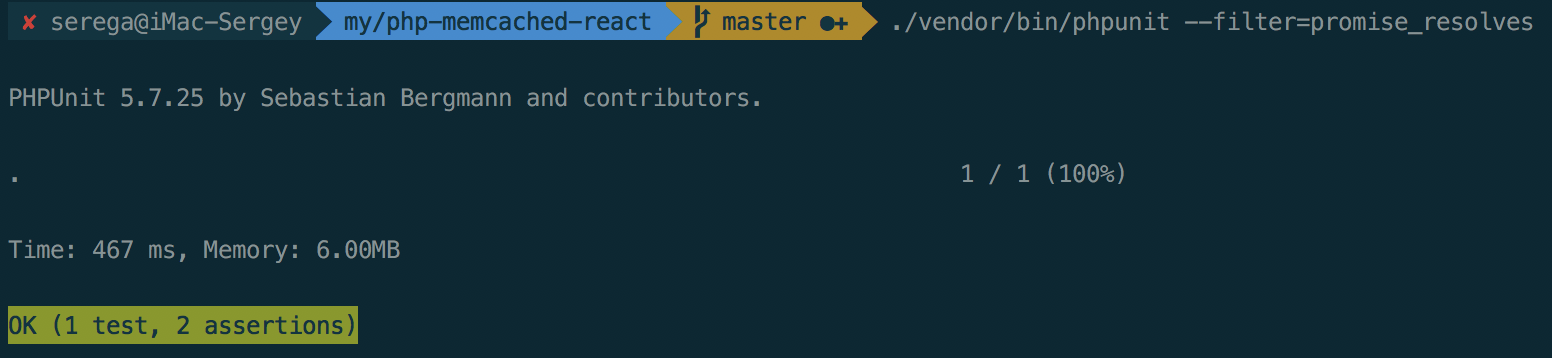 ✘ serega@iMac-Sergey my/php-memcached-react master ●+ ./vendor/bin/phpunit --filter=promise_resolves
PHPUnit 5.7.25 by Sebastian Bergmann and contributors.
. 1 / 1 (100%)
Time: 467 ms, Memory: 6.00MB
OK (1 test, 2 assertions)